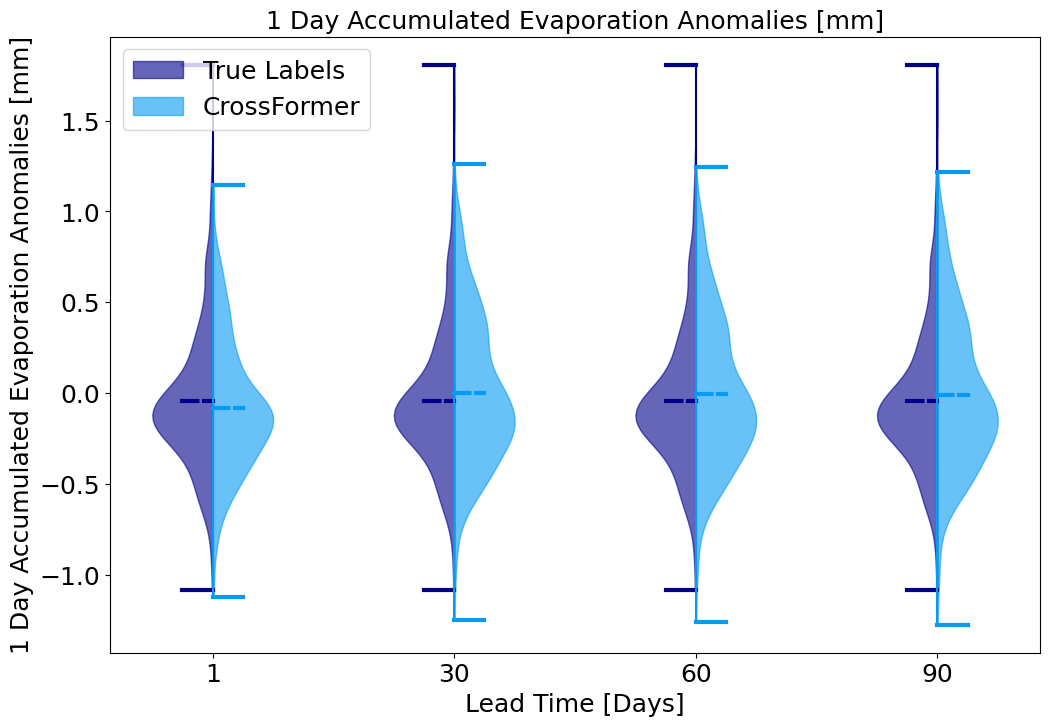 1 Day Accumulated Evaporation Anomalies [mm]
1 Day Accumulated Evaporation Anomalies [mm]
True Labels
CrossFormer
1.5
1.0
0.5
0.0
−0.5
−1.0
1 30 60 90
Lead Time [Days]